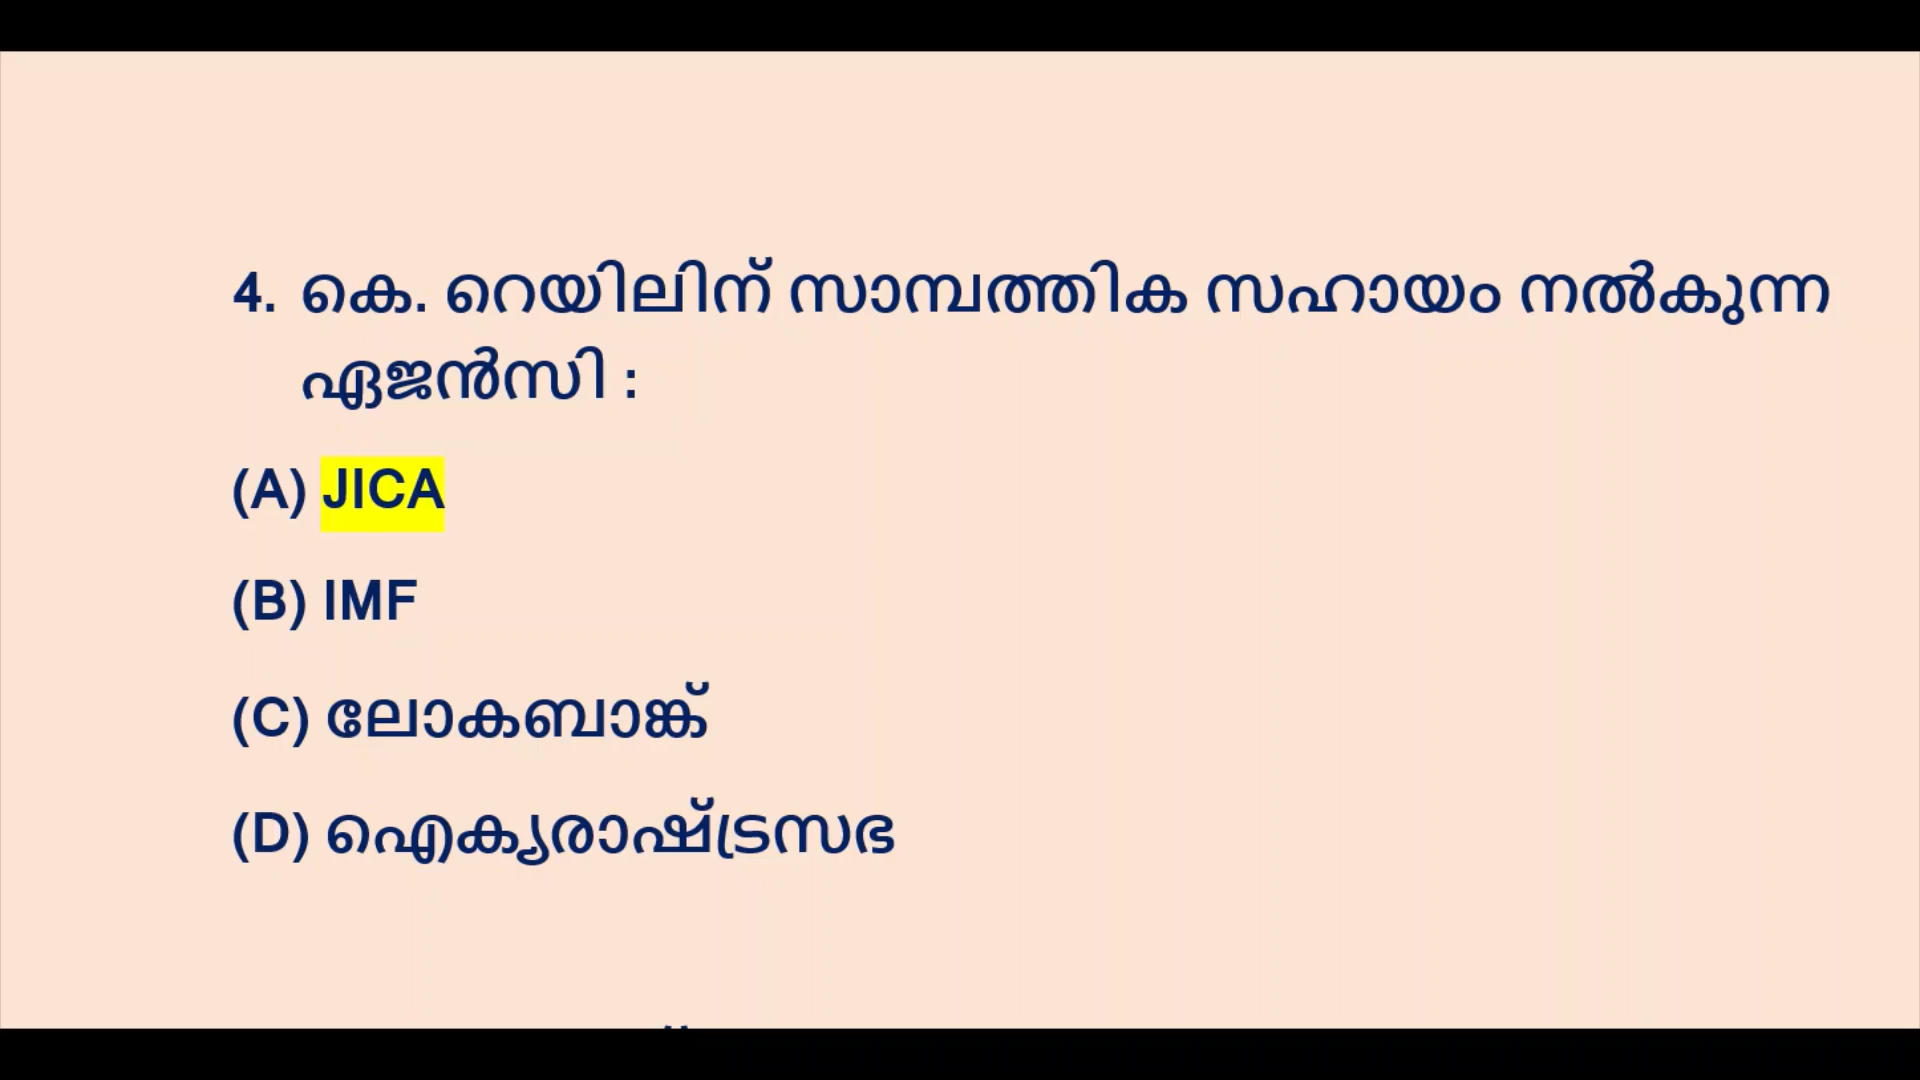 4. കെ. റെയിലിന് സാമ്പത്തിക സഹായം നൽകുന്ന
ഏജൻസി :
(A) JICA
(B) IMF
(C) ലോകബാങ്ക്
(D) ഐക്യരാഷ്ട്രസഭ